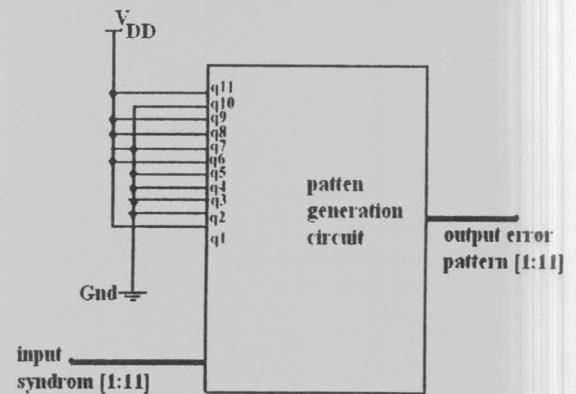 V
DD
q11
q10
q9
q8
q7
q6
q5
q4
q3
q2
q1
patten
generation
circuit
output error
pattern [1:11]
Gnd
input
syndrom [1:11]